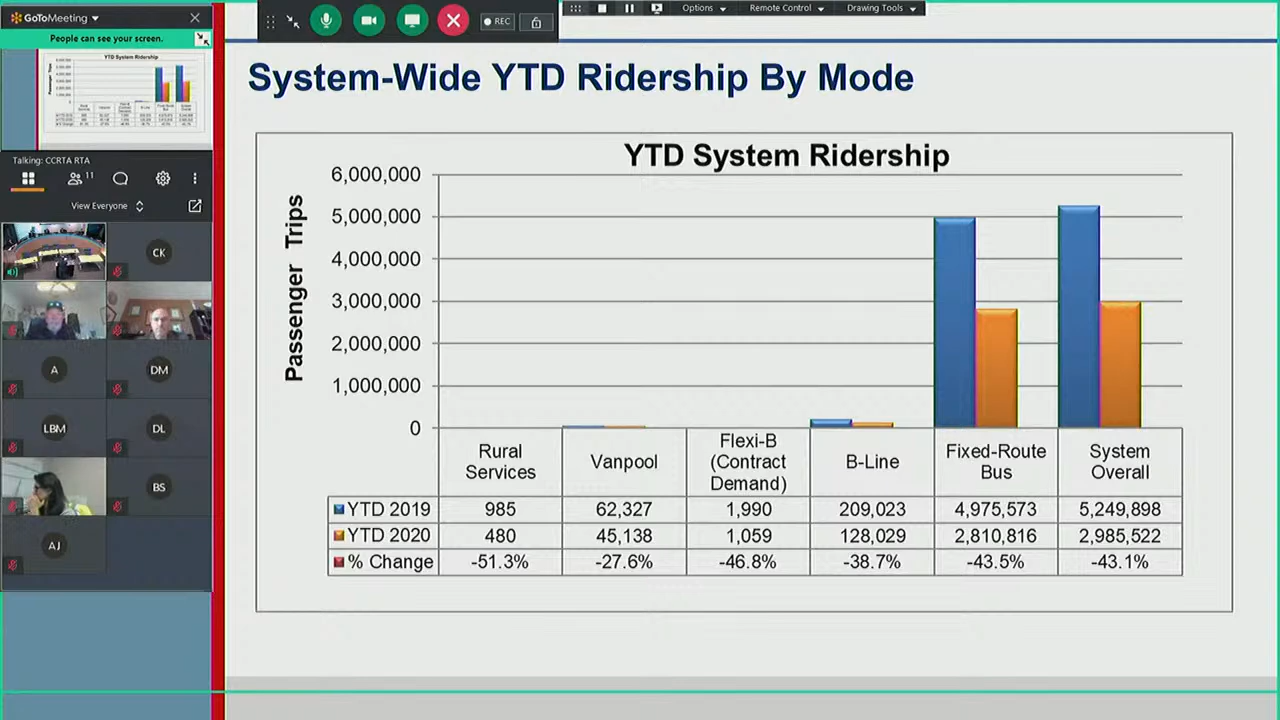 GoToMeeting
People can see your screen.
YTD System Ridership
Talking: CCRTA RTA
11
View Everyone
CK
A
DM
LBM
DL
BS
AJ
REC
Options
Remote Control
Drawing Tools
System-Wide YTD Ridership By Mode
YTD System Ridership
Passenger Trips
6,000,000
5,000,000
4,000,000
3,000,000
2,000,000
1,000,000
0
Rural Services
Vanpool
Flexi-B (Contract Demand)
B-Line
Fixed-Route Bus
System Overall
YTD 2019 985 62,327 1,990 209,023 4,975,573 5,249,898
YTD 2020 480 45,138 1,059 128,029 2,810,816 2,985,522
% Change -51.3% -27.6% -46.8% -38.7% -43.5% -43.1%